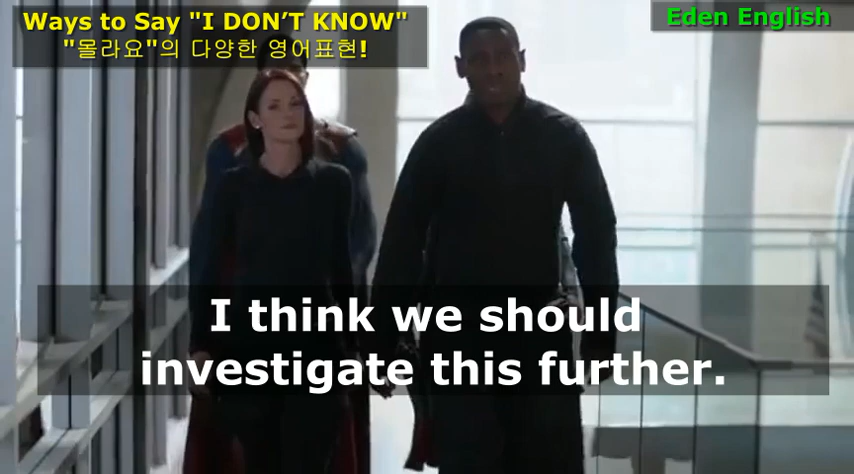 Ways to Say "I DON'T KNOW"
"몰라요"의 다양한 영어표현!
Eden English
I think we should
investigate this further.